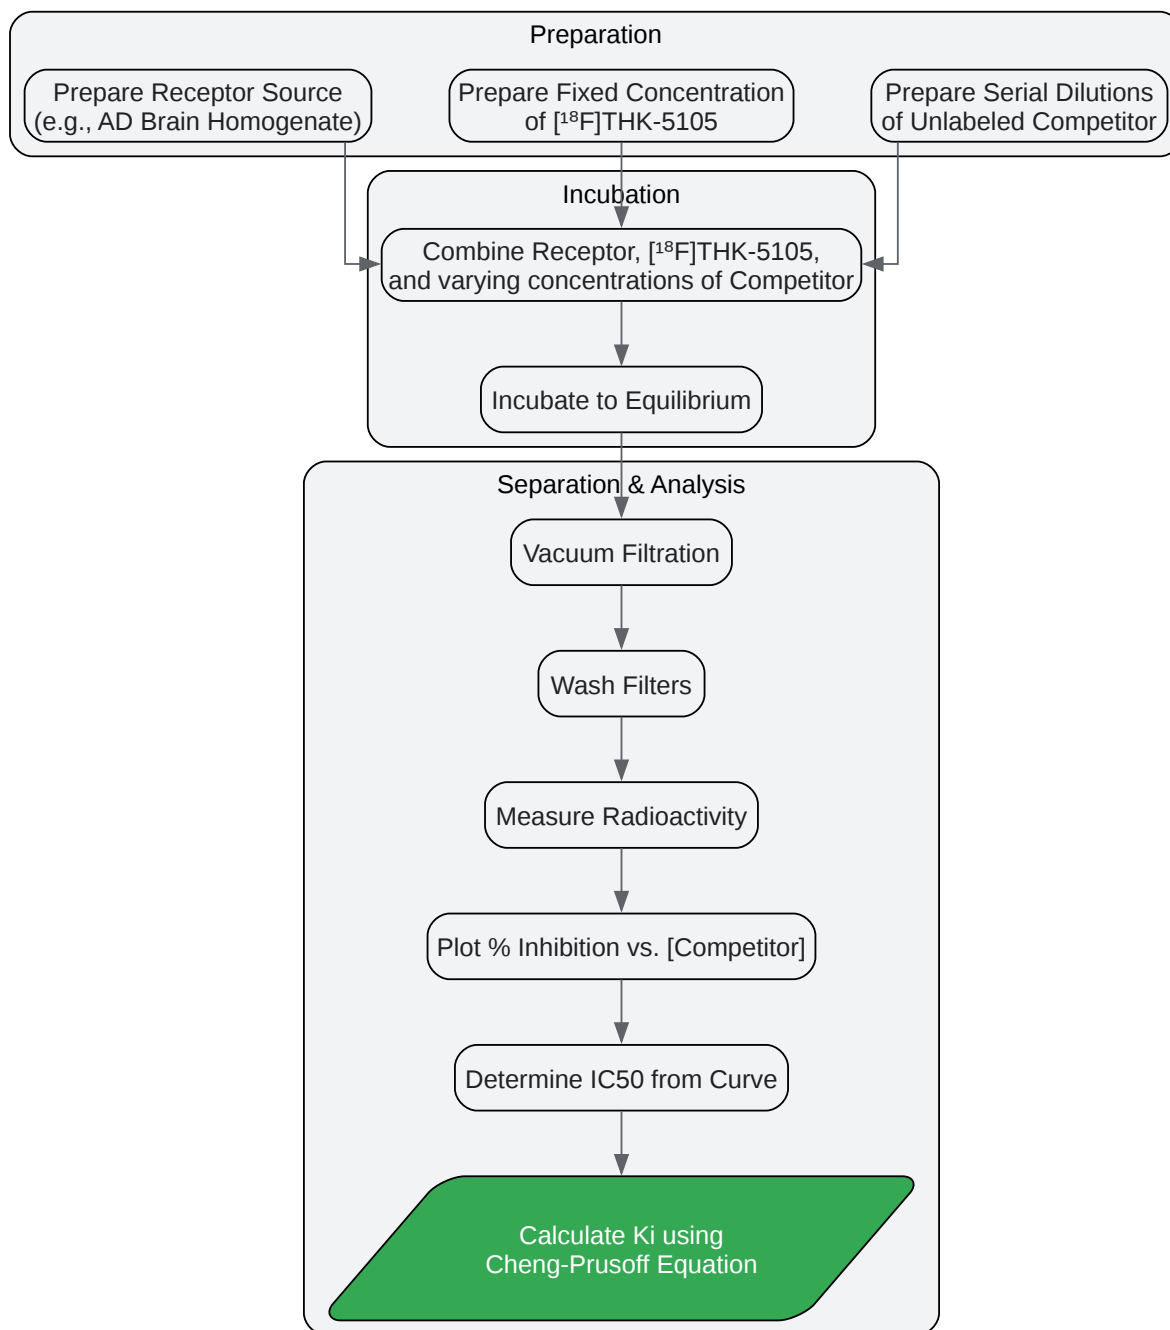 Preparation
Prepare Receptor Source
(e.g., AD Brain Homogenate)
Prepare Fixed Concentration
of [¹⁸F]THK-5105
Prepare Serial Dilutions
of Unlabeled Competitor
Incubation
Combine Receptor, [¹⁸F]THK-5105,
and varying concentrations of Competitor
Incubate to Equilibrium
Separation & Analysis
Vacuum Filtration
Wash Filters
Measure Radioactivity
Plot % Inhibition vs. [Competitor]
Determine IC50 from Curve
Calculate Ki using
Cheng-Prusoff Equation